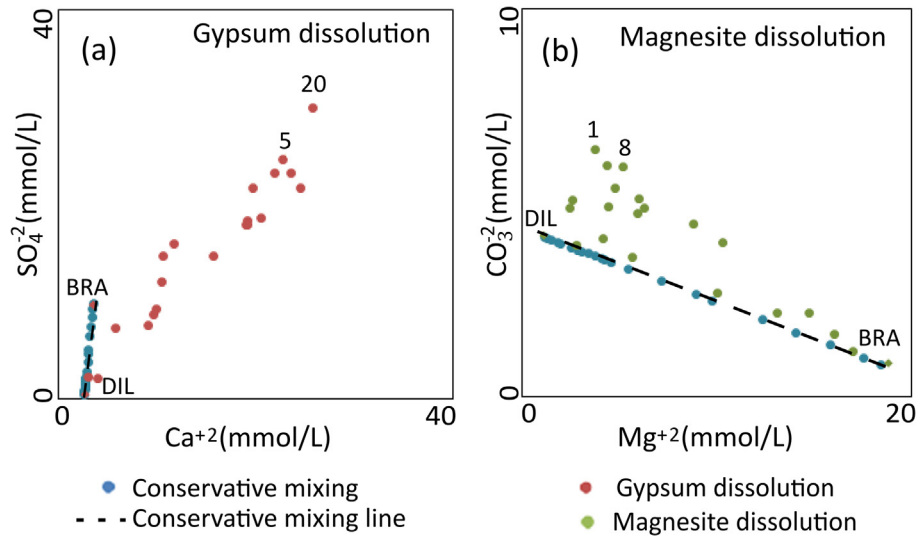 40
(a)
Gypsum dissolution
20
5
SO4-2(mmol/L)
BRA
DIL
0
0
40
Ca+2(mmol/L)
10
(b)
Magnesite dissolution
1
8
CO3-2(mmol/L)
DIL
BRA
0
0
20
Mg+2(mmol/L)
Conservative mixing
Conservative mixing line
Gypsum dissolution
Magnesite dissolution